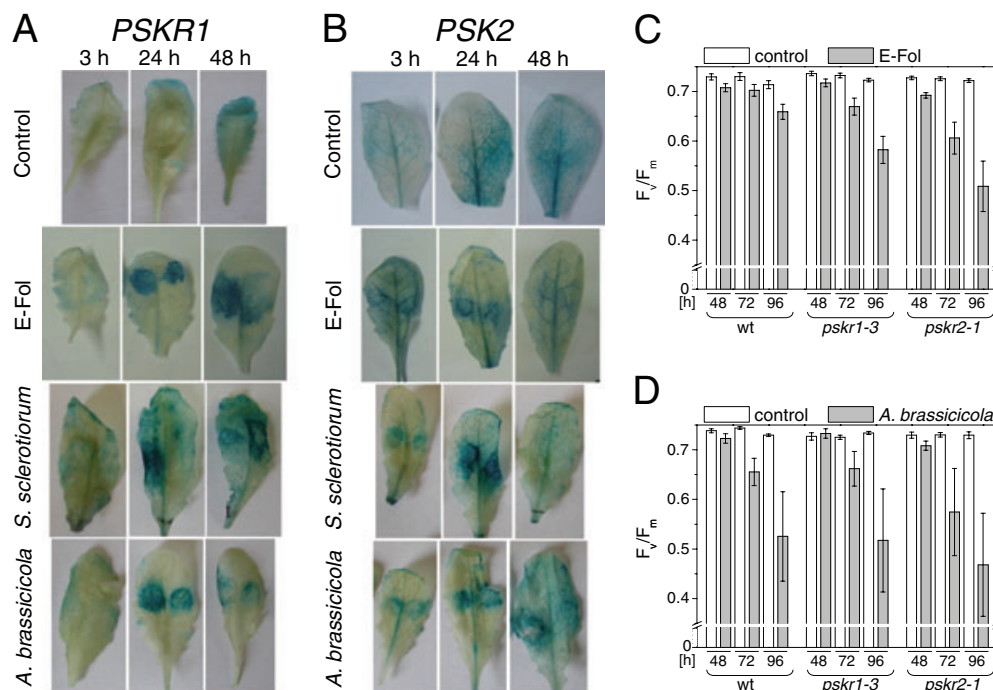 A
PSKR1
3 h 24 h 48 h
Control
E-Fol
S. sclerotiorum
A. brassicicola
B
PSK2
3 h 24 h 48 h
Control
E-Fol
S. sclerotiorum
A. brassicicola
C
control E-Fol
0.7
0.6
0.5
0.4
0
Fv/Fm
[h] 48 72 96 48 72 96 48 72 96
wt pskr1-3 pskr2-1
D
control A. brassicicola
0.7
0.6
0.5
0.4
0
Fv/Fm
[h] 48 72 96 48 72 96 48 72 96
wt pskr1-3 pskr2-1